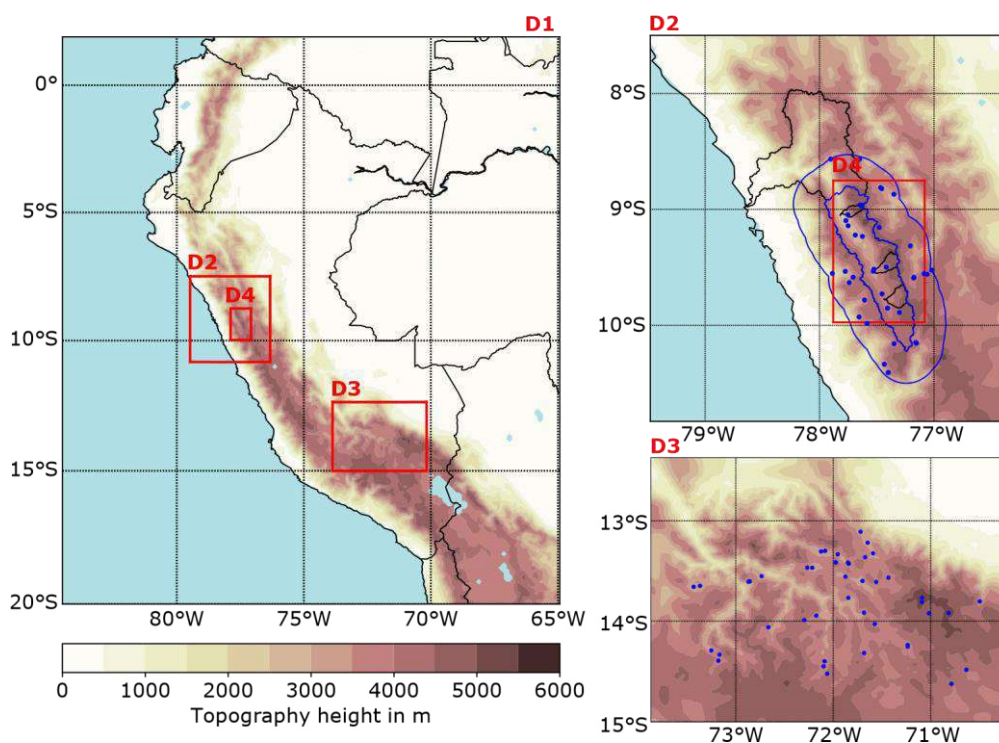 D1
0°
5°S
10°S
15°S
20°S
80°W
75°W
70°W
65°W
D2
D4
D3
0
1000
2000
3000
4000
5000
6000
Topography height in m
D2
8°S
9°S
10°S
79°W
78°W
77°W
D4
D3
13°S
14°S
15°S
73°W
72°W
71°W